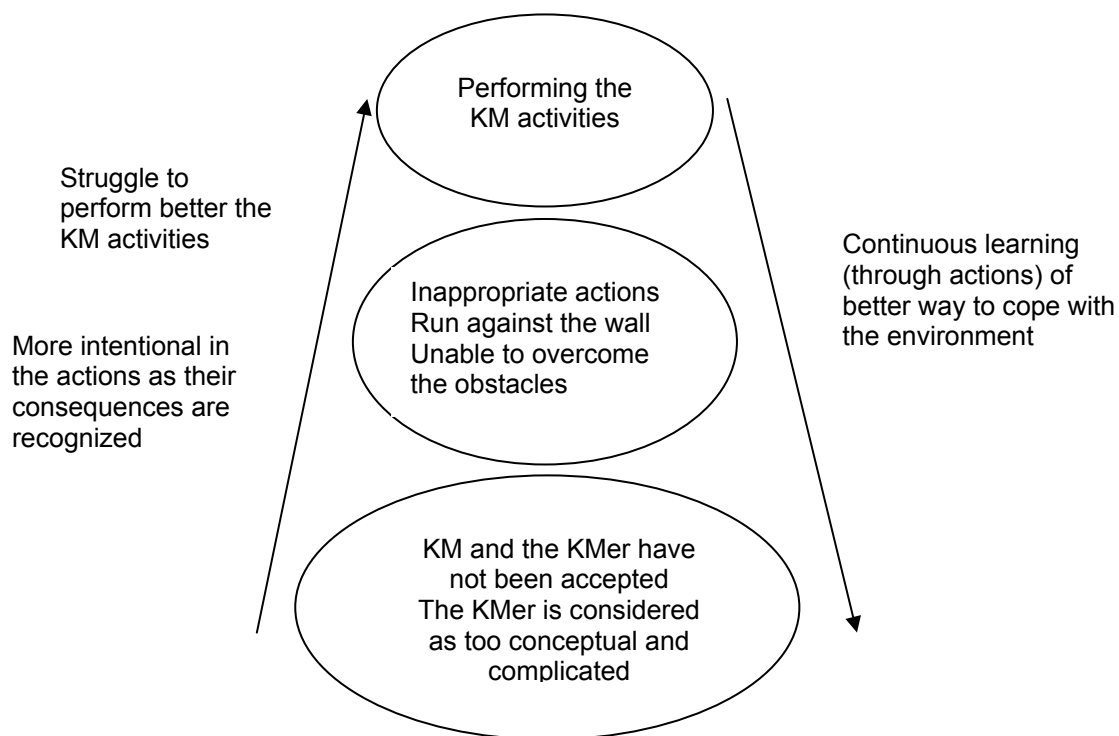 Performing the
KM activities
Struggle to
perform better the
KM activities
Inappropriate actions
Run against the wall
Unable to overcome
the obstacles
Continuous learning
(through actions) of
better way to cope with
the environment
More intentional in
the actions as their
consequences are
recognized
KM and the KMer have
not been accepted
The KMer is considered
as too conceptual and
complicated